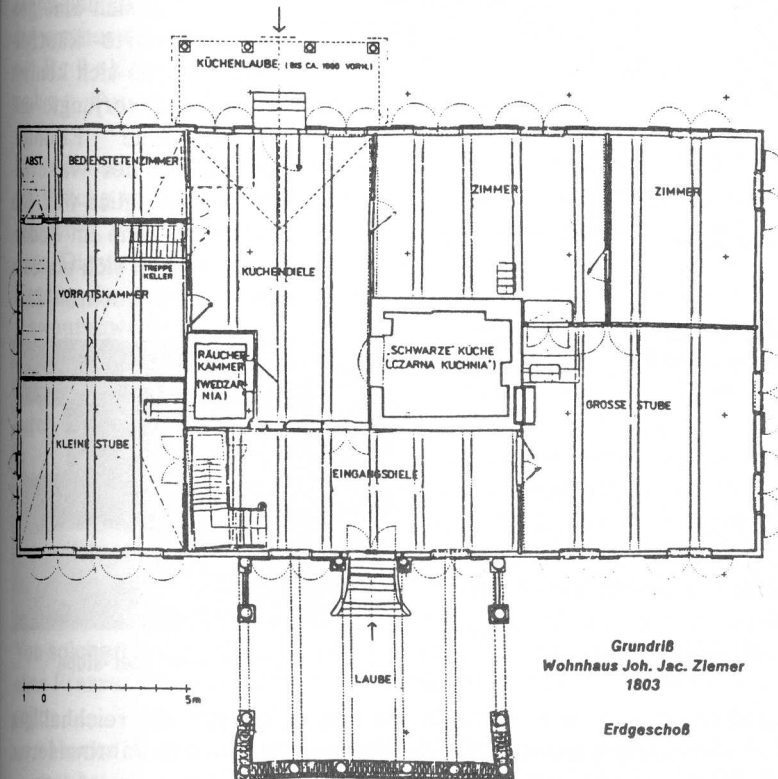 KÜCHENLAUBE (BIS CA. 1900 VORH.)
ABST.
BEDIENSTETENZIMMER
ZIMMER
ZIMMER
TREPPE
KELLER
KÜCHENDIELE
VORRATSKAMMER
RÄUCHER-
KAMMER
(WEDZAR-
NIA)
„SCHWARZE" KÜCHE
(„CZARNA KUCHNIA")
GROSSE STUBE
KLEINE STUBE
EINGANGSDIELE
LAUBE
1 0 5m
Grundriß
Wohnhaus Joh. Jac. Ziemer
1803
Erdgeschoß